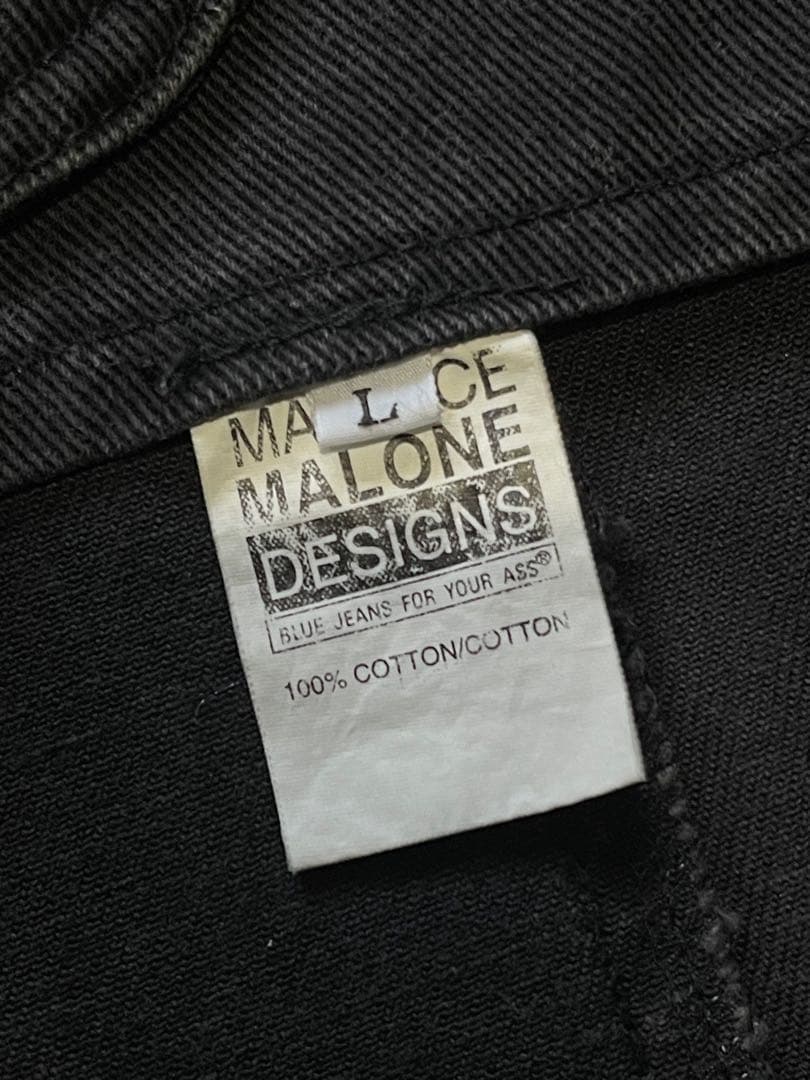 L
MA CE
MALONE
DESIGNS
BLUE JEANS FOR YOUR ASS®
100% COTTON/COTTON